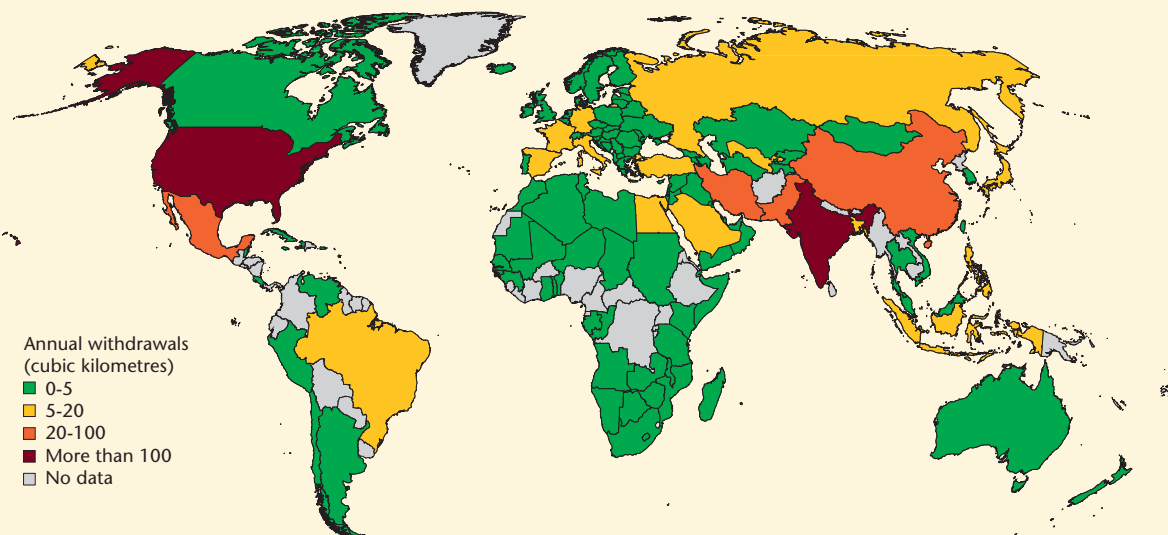 Annual withdrawals
(cubic kilometres)
0-5
5-20
20-100
More than 100
No data